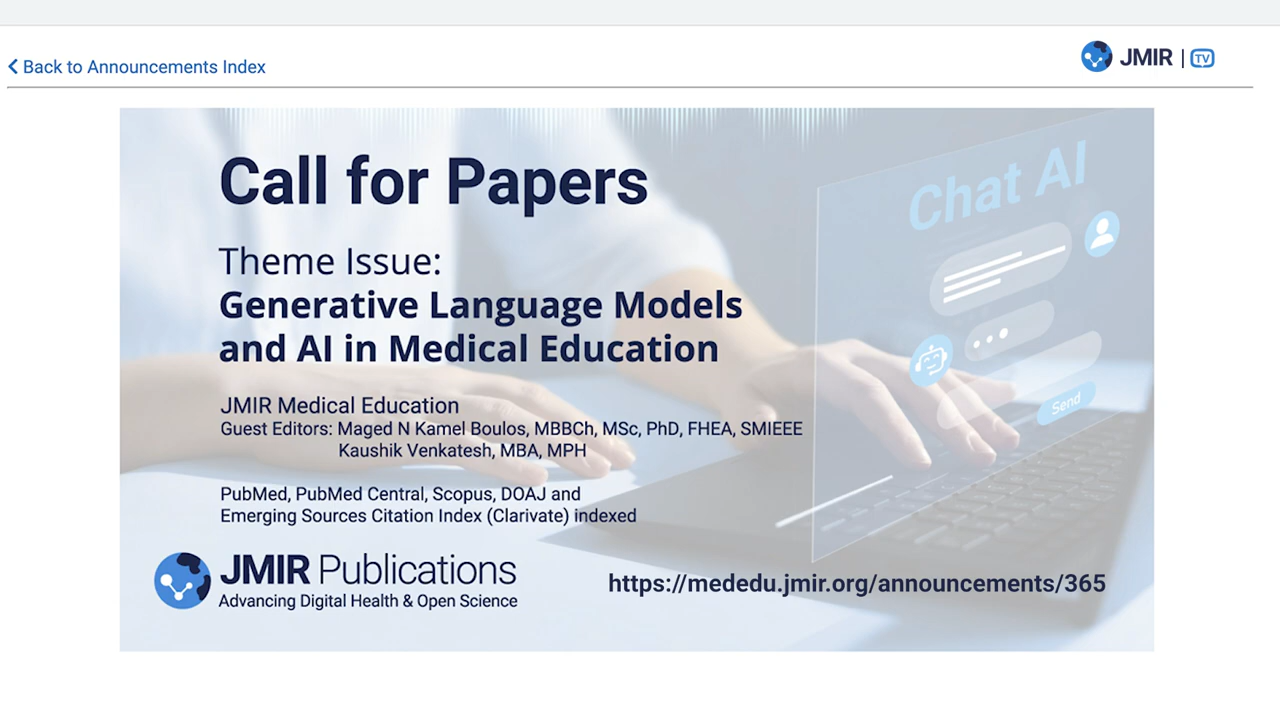 Back to Announcements Index
JMIR | TV
Call for Papers
Theme Issue:
Generative Language Models
and AI in Medical Education
JMIR Medical Education
Guest Editors: Maged N Kamel Boulos, MBBCh, MSc, PhD, FHEA, SMIEEE
Kaushik Venkatesh, MBA, MPH
PubMed, PubMed Central, Scopus, DOAJ and
Emerging Sources Citation Index (Clarivate) indexed
JMIR Publications
Advancing Digital Health & Open Science
https://mededu.jmir.org/announcements/365
Chat AI
Send